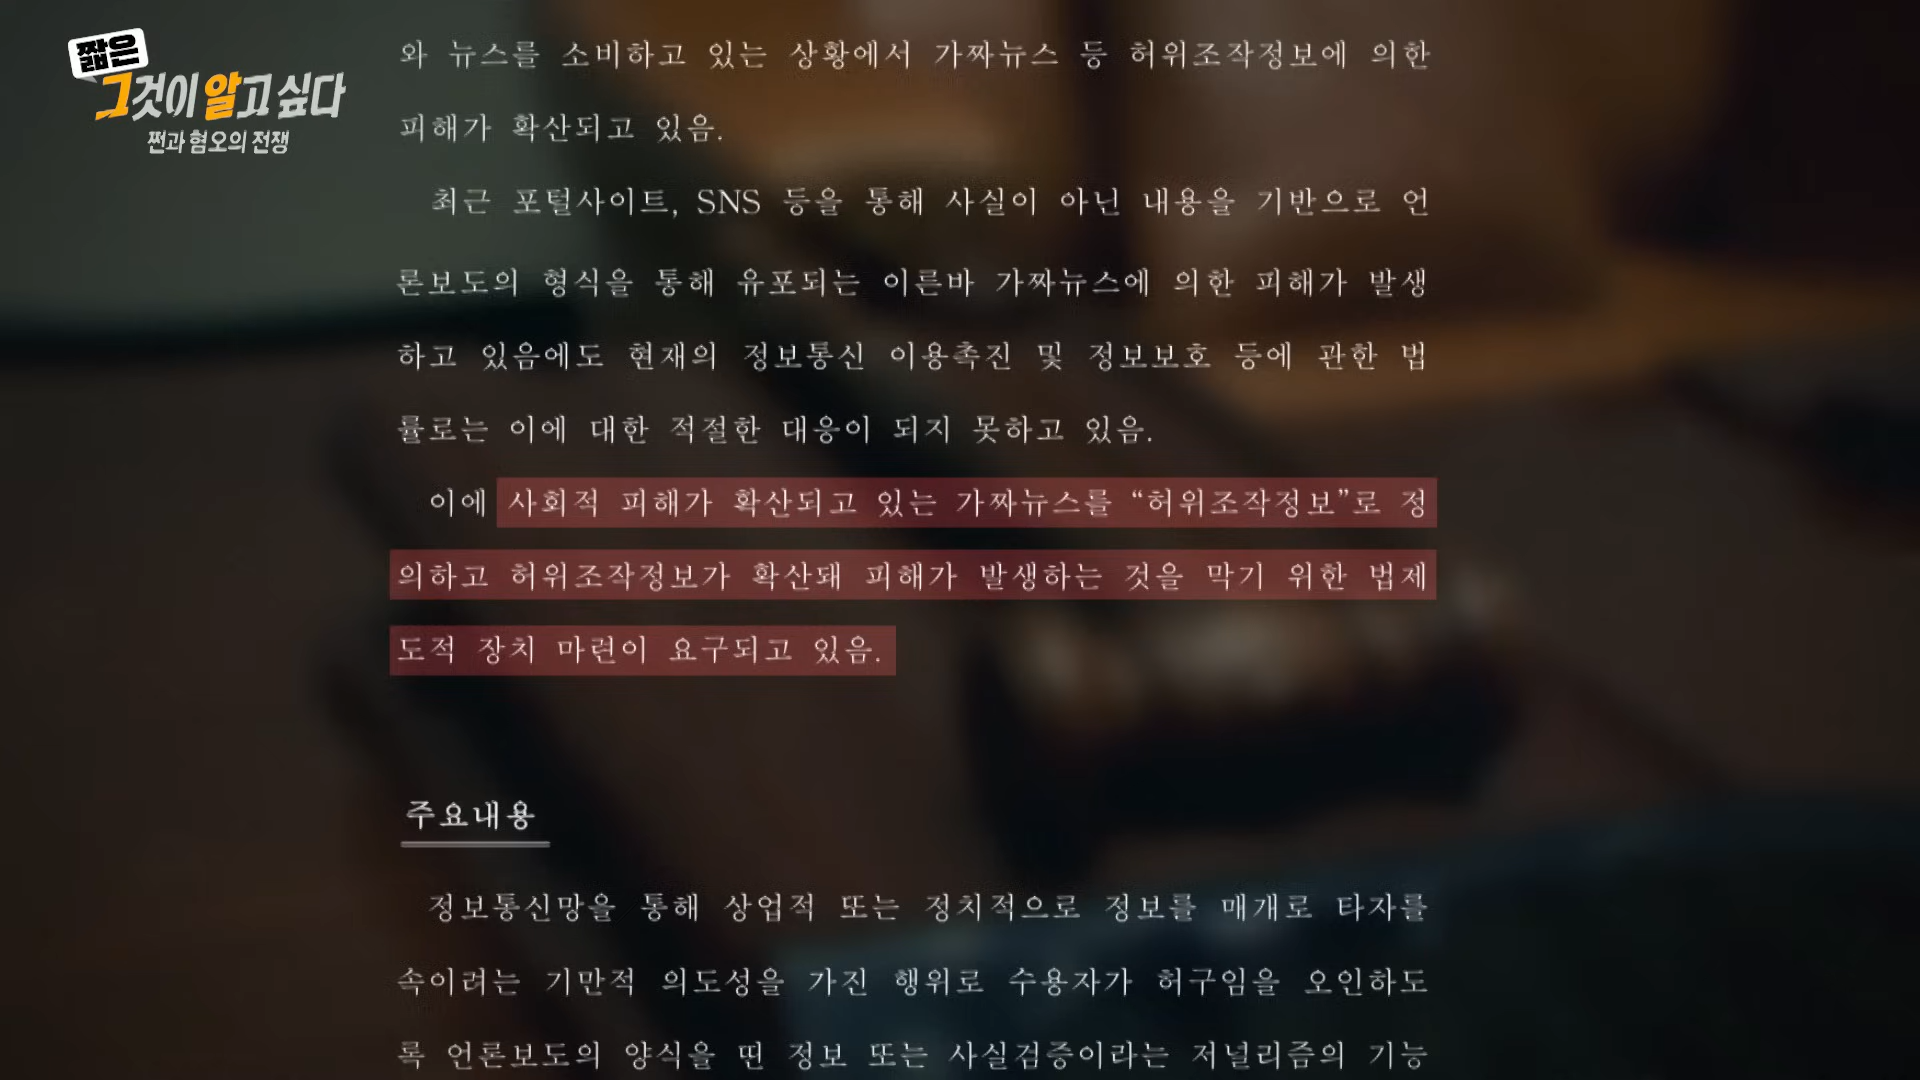 짧은
그것이 알고 싶다
쩐과 혐오의 전쟁
와 뉴스를 소비하고 있는 상황에서 가짜뉴스 등 허위조작정보에 의한
피해가 확산되고 있음.
최근 포털사이트, SNS 등을 통해 사실이 아닌 내용을 기반으로 언
론보도의 형식을 통해 유포되는 이른바 가짜뉴스에 의한 피해가 발생
하고 있음에도 현재의 정보통신 이용촉진 및 정보보호 등에 관한 법
률로는 이에 대한 적절한 대응이 되지 못하고 있음.
이에 사회적 피해가 확산되고 있는 가짜뉴스를 “허위조작정보”로 정
의하고 허위조작정보가 확산돼 피해가 발생하는 것을 막기 위한 법제
도적 장치 마련이 요구되고 있음.
주요내용
정보통신망을 통해 상업적 또는 정치적으로 정보를 매개로 타자를
속이려는 기만적 의도성을 가진 행위로 수용자가 허구임을 오인하도
록 언론보도의 양식을 띤 정보 또는 사실검증이라는 저널리즘의 기능